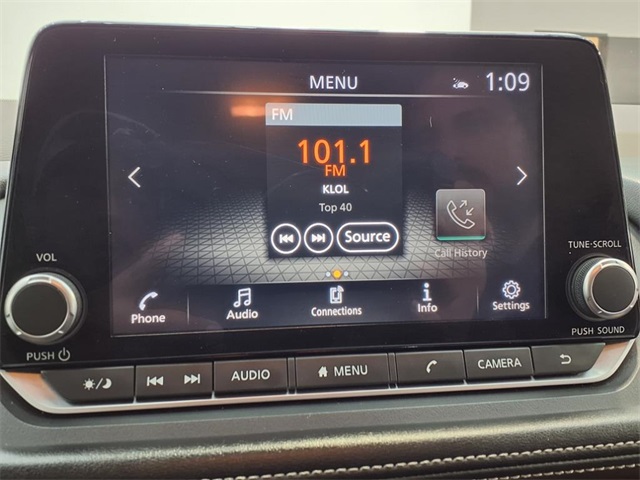 MENU
1:09
FM
101.1
FM
KLOL
Top 40
Source
Call History
VOL
TUNE·SCROLL
Phone
Audio
Connections
Info
Settings
PUSH
PUSH SOUND
AUDIO
MENU
CAMERA